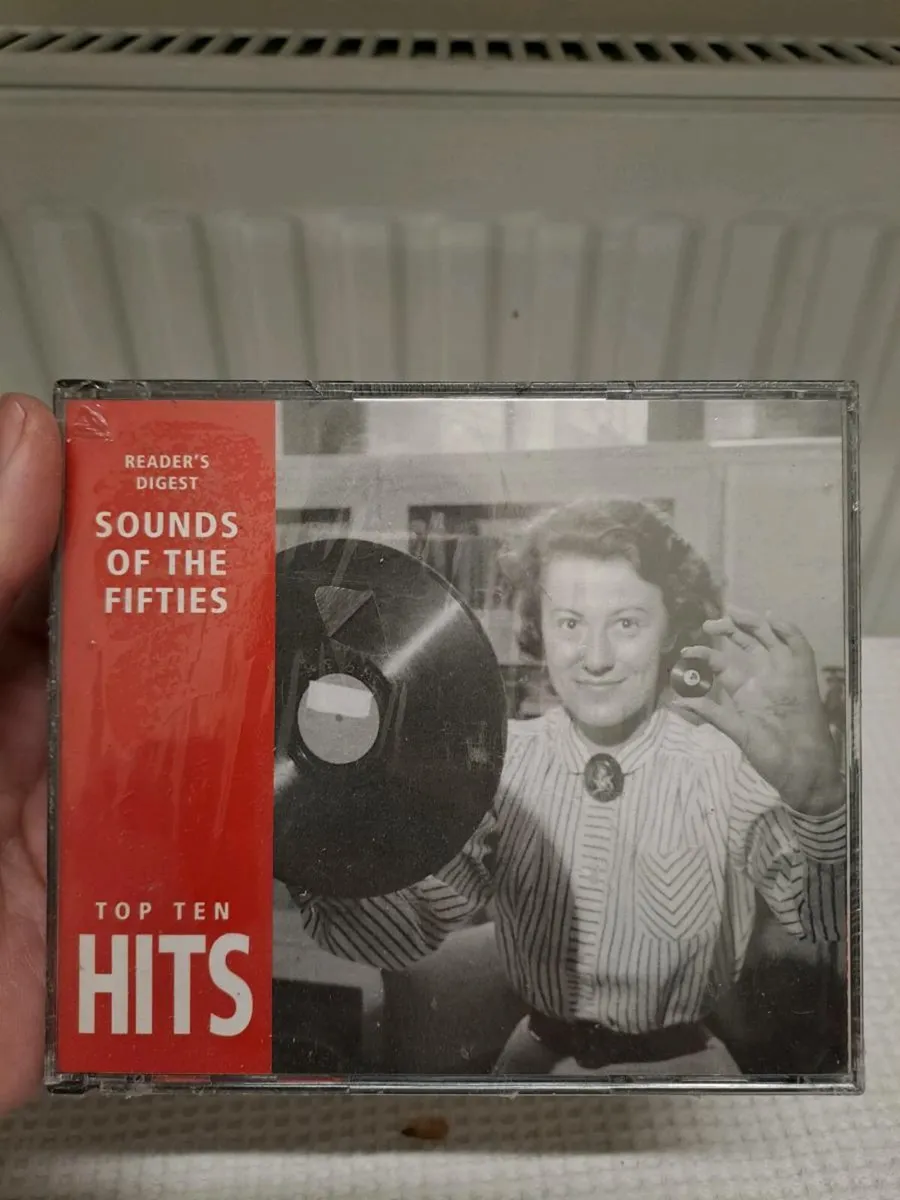 READER'S
DIGEST
SOUNDS
OF THE
FIFTIES
TOP TEN
HITS